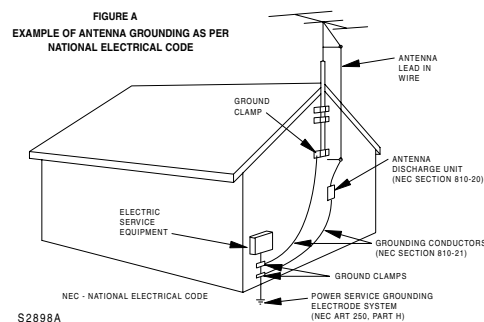 FIGURE A
EXAMPLE OF ANTENNA GROUNDING AS PER
NATIONAL ELECTRICAL CODE
ANTENNA
LEAD IN
WIRE
GROUND
CLAMP
ANTENNA
DISCHARGE UNIT
(NEC SECTION 810-20)
ELECTRIC
SERVICE
EQUIPMENT
GROUNDING CONDUCTORS
(NEC SECTION 810-21)
GROUND CLAMPS
NEC - NATIONAL ELECTRICAL CODE
POWER SERVICE GROUNDING
ELECTRODE SYSTEM
(NEC ART 250, PART H)
S2898A